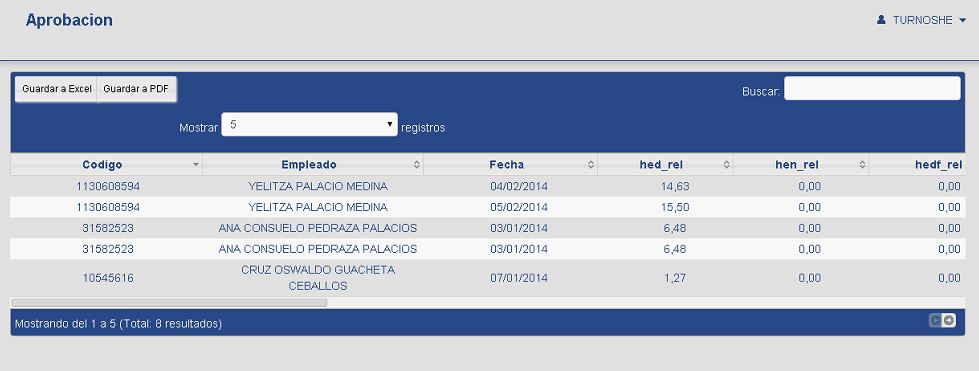 Aprobacion
TURNOSHE
Guardar a Excel Guardar a PDF
Buscar:
Mostrar 5 registros
Codigo Empleado Fecha hed_rel hen_rel hedf_rel
1130608594 YELITZA PALACIO MEDINA 04/02/2014 14,63 0,00 0,00
1130608594 YELITZA PALACIO MEDINA 05/02/2014 15,50 0,00 0,00
31582523 ANA CONSUELO PEDRAZA PALACIOS 03/01/2014 6,48 0,00 0,00
31582523 ANA CONSUELO PEDRAZA PALACIOS 03/01/2014 6,48 0,00 0,00
10545616 CRUZ OSWALDO GUACHETA CEBALLOS 07/01/2014 1,27 0,00 0,00
Mostrando del 1 a 5 (Total: 8 resultados)